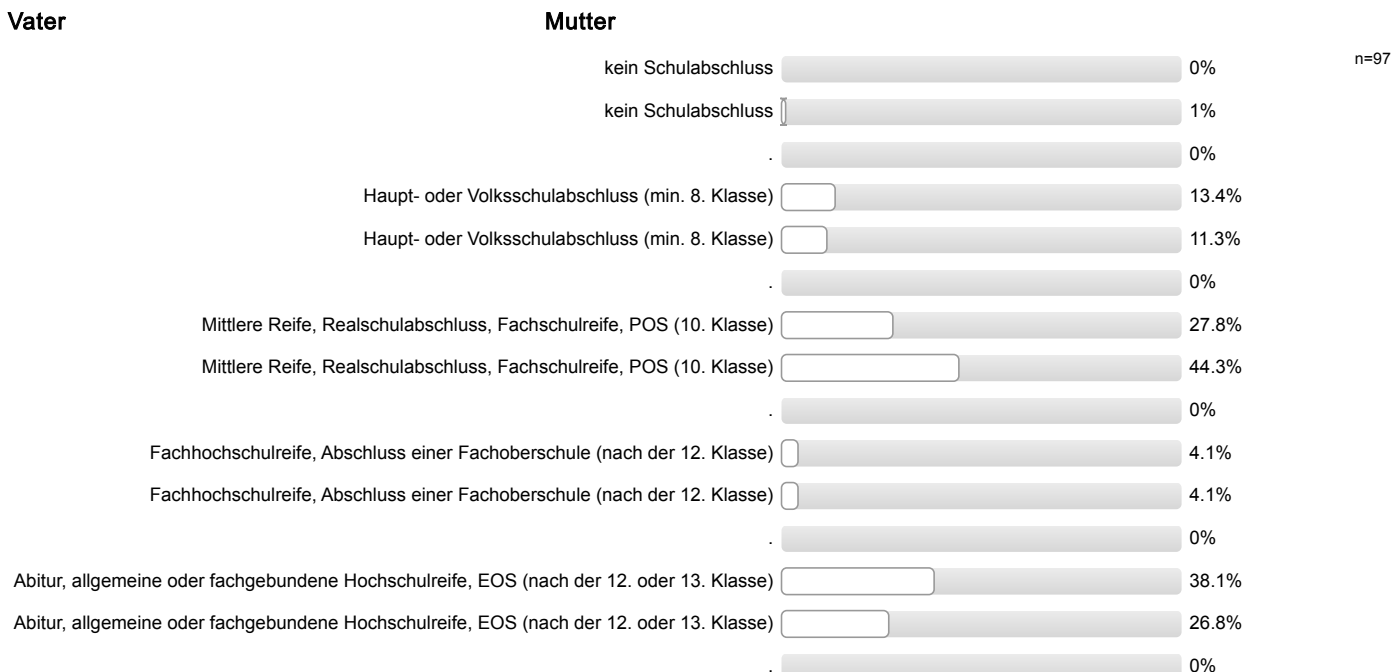 Vater Mutter
n=97
kein Schulabschluss 0%
kein Schulabschluss 1%
. 0%
Haupt- oder Volksschulabschluss (min. 8. Klasse) 13.4%
Haupt- oder Volksschulabschluss (min. 8. Klasse) 11.3%
. 0%
Mittlere Reife, Realschulabschluss, Fachschulreife, POS (10. Klasse) 27.8%
Mittlere Reife, Realschulabschluss, Fachschulreife, POS (10. Klasse) 44.3%
. 0%
Fachhochschulreife, Abschluss einer Fachoberschule (nach der 12. Klasse) 4.1%
Fachhochschulreife, Abschluss einer Fachoberschule (nach der 12. Klasse) 4.1%
. 0%
Abitur, allgemeine oder fachgebundene Hochschulreife, EOS (nach der 12. oder 13. Klasse) 38.1%
Abitur, allgemeine oder fachgebundene Hochschulreife, EOS (nach der 12. oder 13. Klasse) 26.8%
. 0%